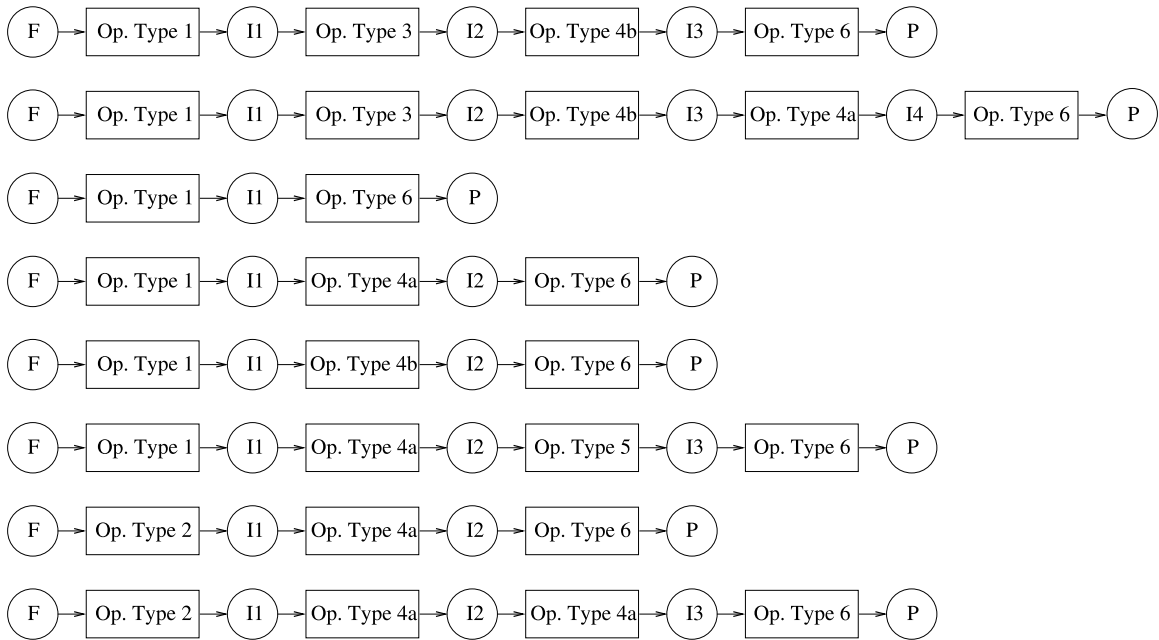 F Op. Type 1 I1 Op. Type 3 I2 Op. Type 4b I3 Op. Type 6 P
F Op. Type 1 I1 Op. Type 3 I2 Op. Type 4b I3 Op. Type 4a I4 Op. Type 6 P
F Op. Type 1 I1 Op. Type 6 P
F Op. Type 1 I1 Op. Type 4a I2 Op. Type 6 P
F Op. Type 1 I1 Op. Type 4b I2 Op. Type 6 P
F Op. Type 1 I1 Op. Type 4a I2 Op. Type 5 I3 Op. Type 6 P
F Op. Type 2 I1 Op. Type 4a I2 Op. Type 6 P
F Op. Type 2 I1 Op. Type 4a I2 Op. Type 4a I3 Op. Type 6 P